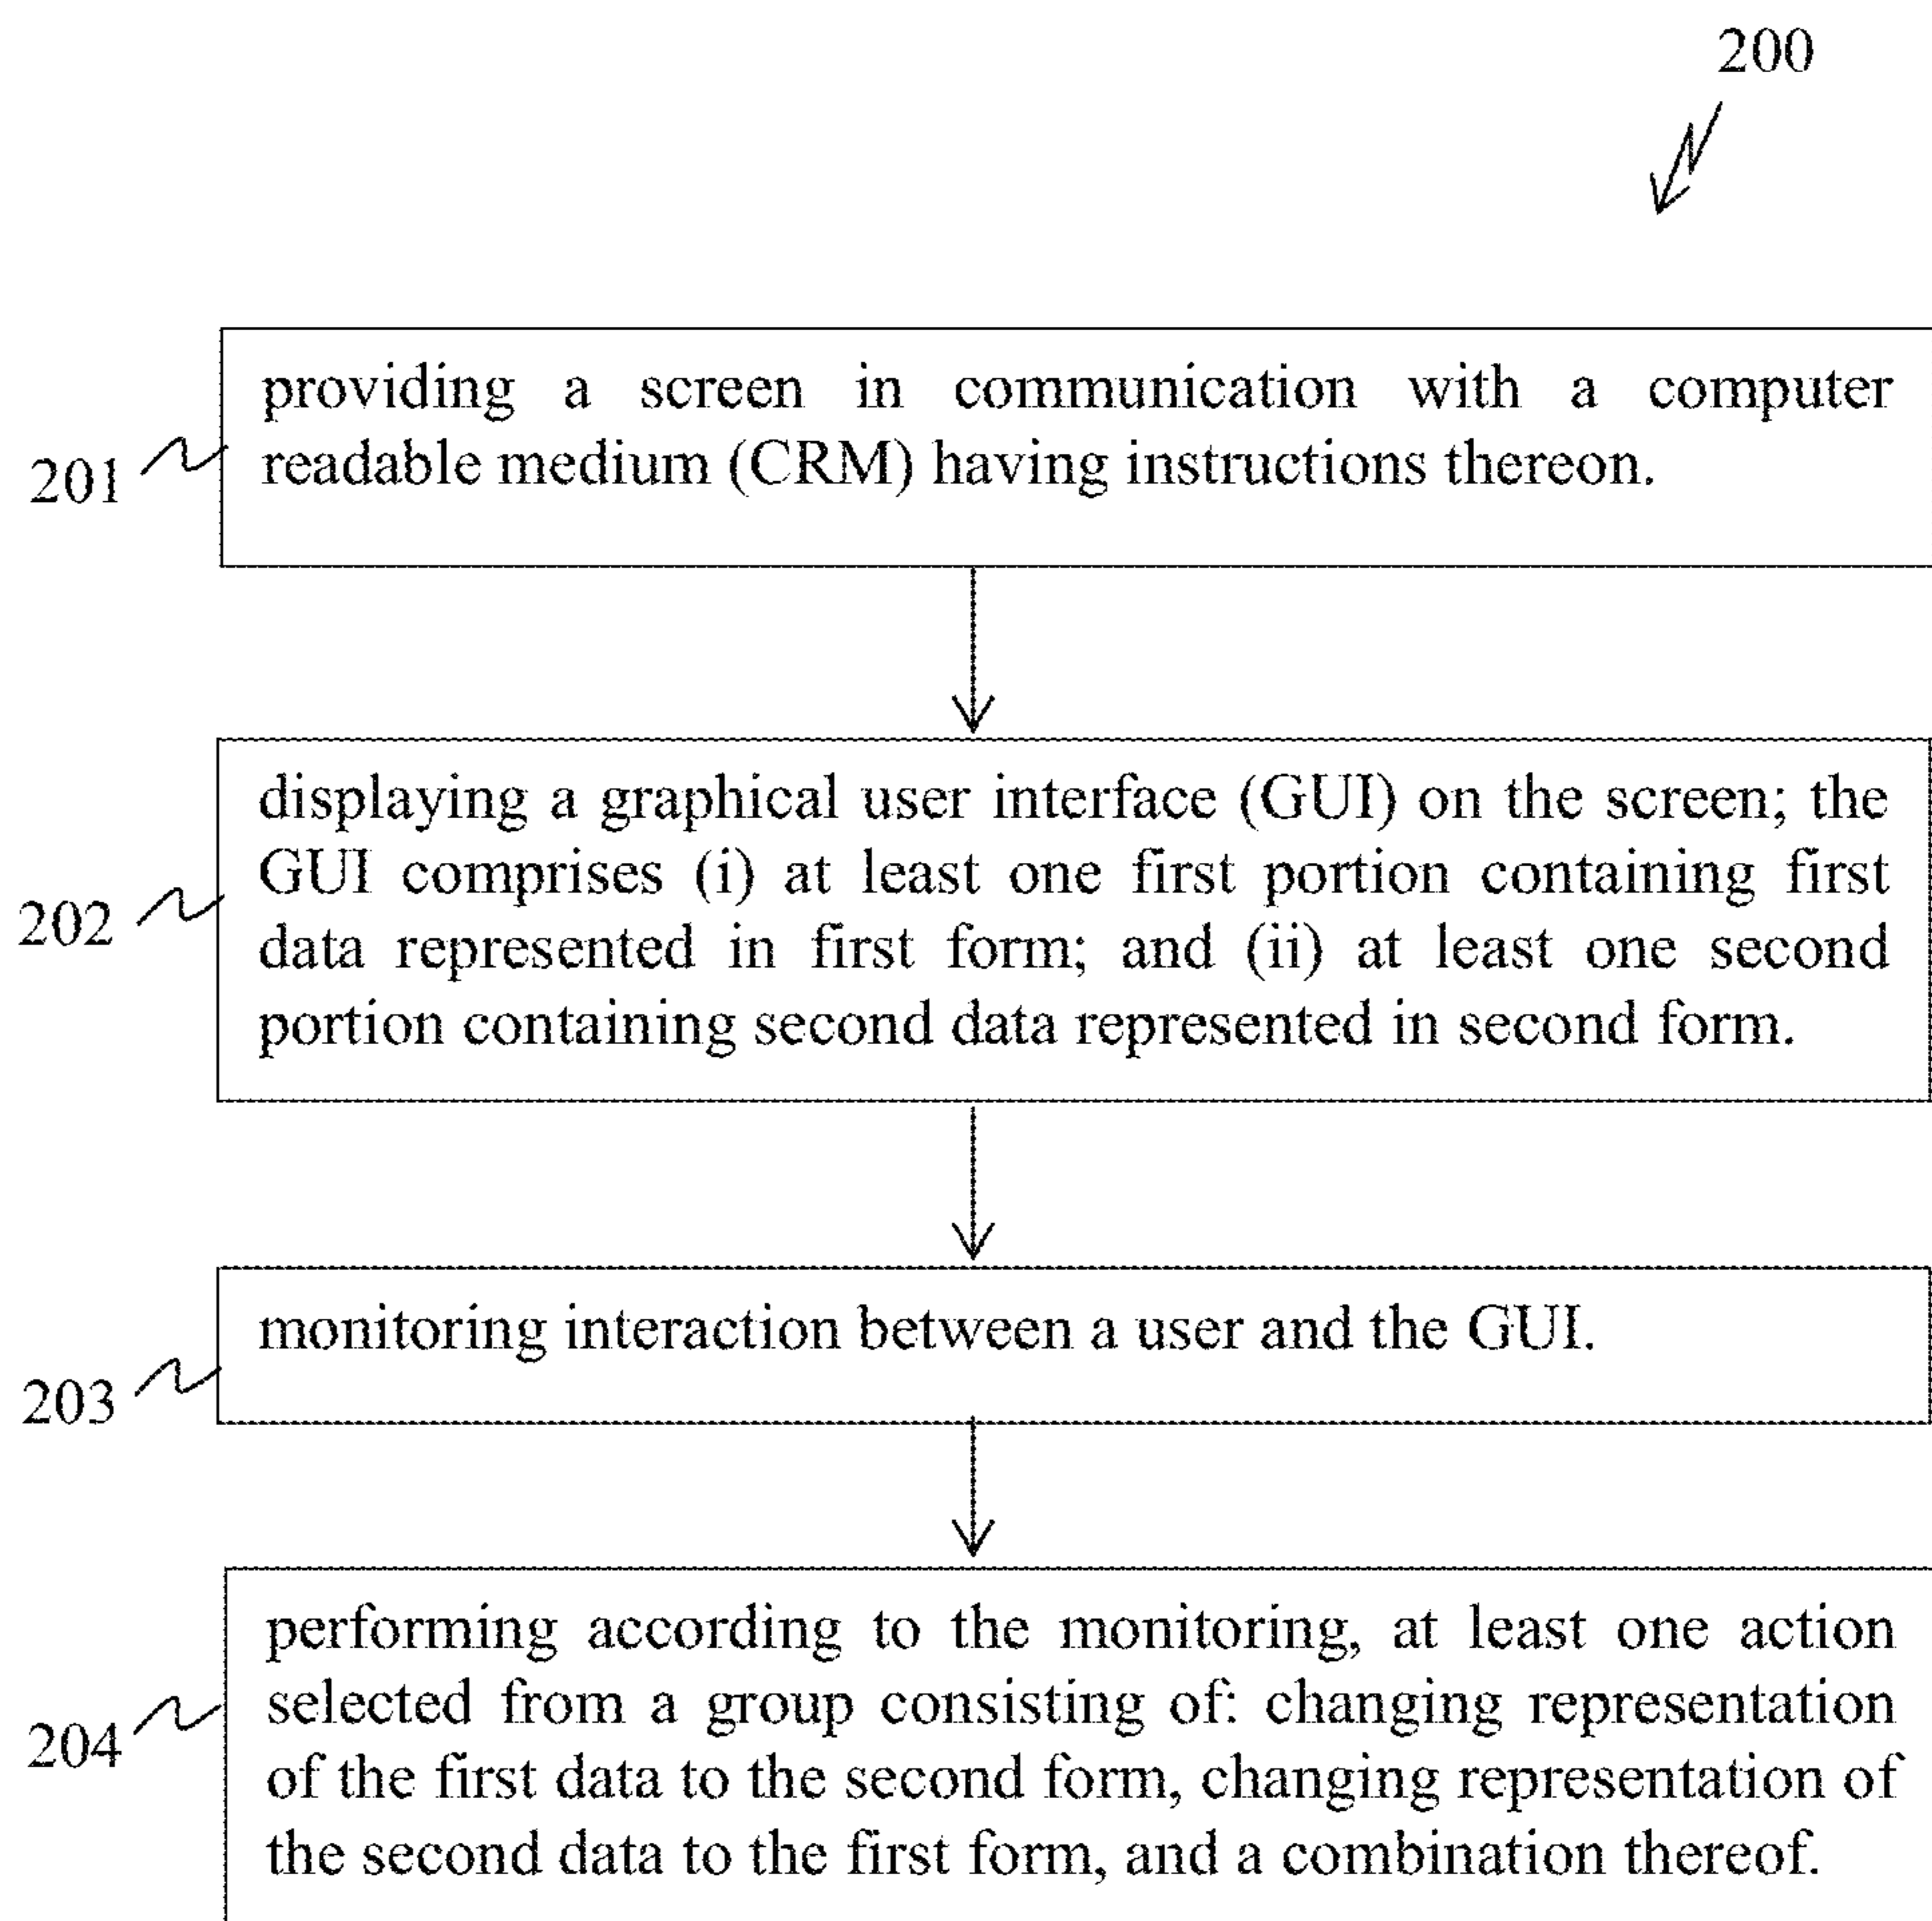 200
providing a screen in communication with a computer
readable medium (CRM) having instructions thereon.
201
displaying a graphical user interface (GUI) on the screen; the
GUI comprises (i) at least one first portion containing first
data represented in first form; and (ii) at least one second
portion containing second data represented in second form.
202
monitoring interaction between a user and the GUI.
203
performing according to the monitoring, at least one action
selected from a group consisting of: changing representation
of the first data to the second form, changing representation of
the second data to the first form, and a combination thereof.
204